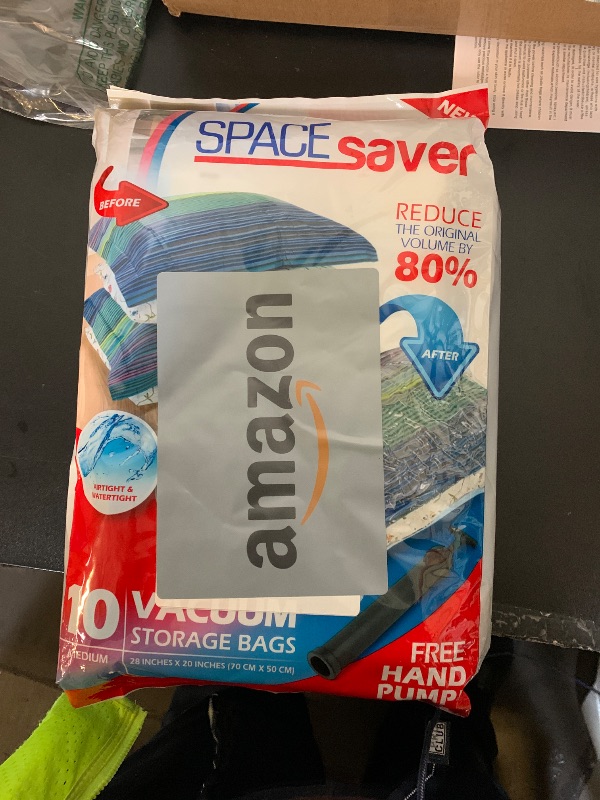 NEW
SPACE saver
BEFORE
REDUCE
THE ORIGINAL
VOLUME BY
80%
AFTER
amazon
AIRTIGHT &
WATERTIGHT
10
MEDIUM
VACUUM
STORAGE BAGS
28 INCHES X 20 INCHES (70 CM X 50 CM)
FREE
HAND
PUMP!
CLUB